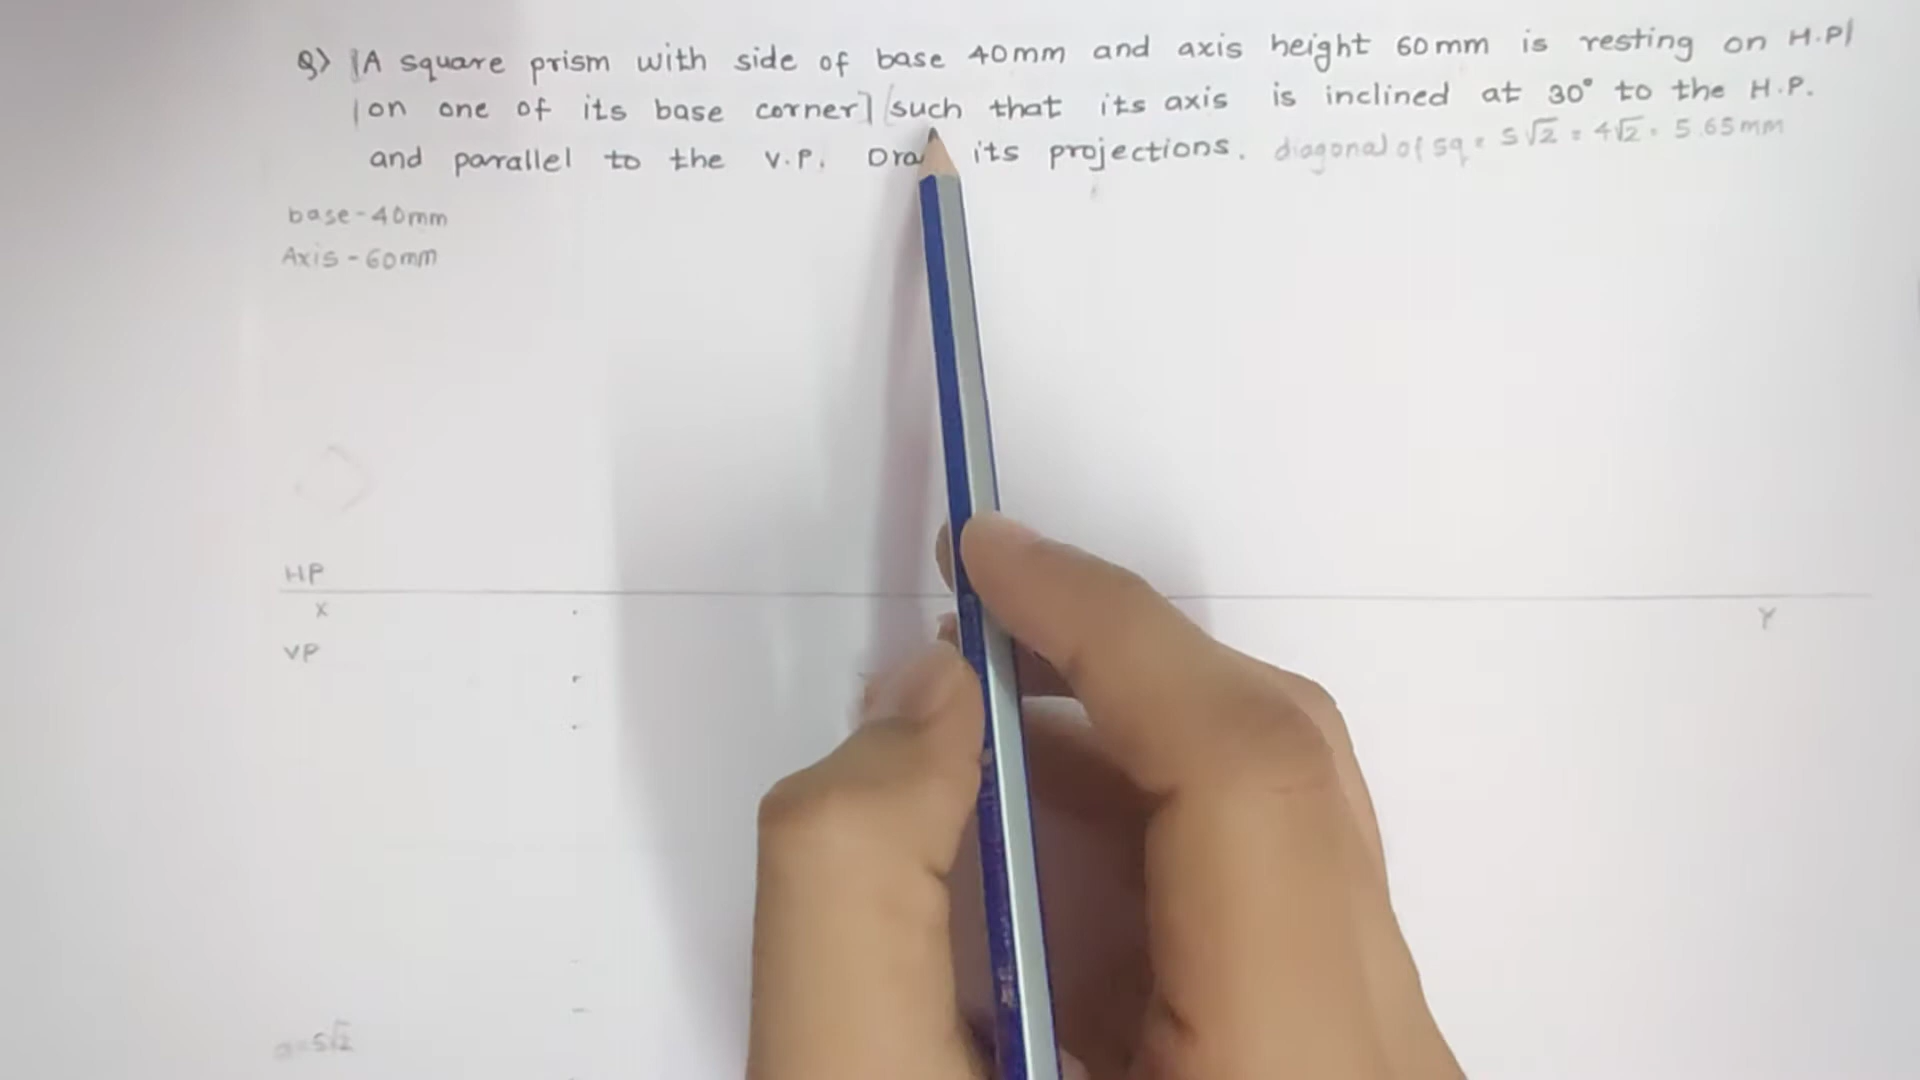 Q) [A square prism with side of base 40mm and axis height 60mm is resting on H.P
on one of its base corner] [such that its axis is inclined at 30° to the H.P.
and parallel to the V.P. its projections. diagonal of sq = S√2 = 4√2 = 5.65mm
base-40mm
Axis-60mm
HP
X Y
VP